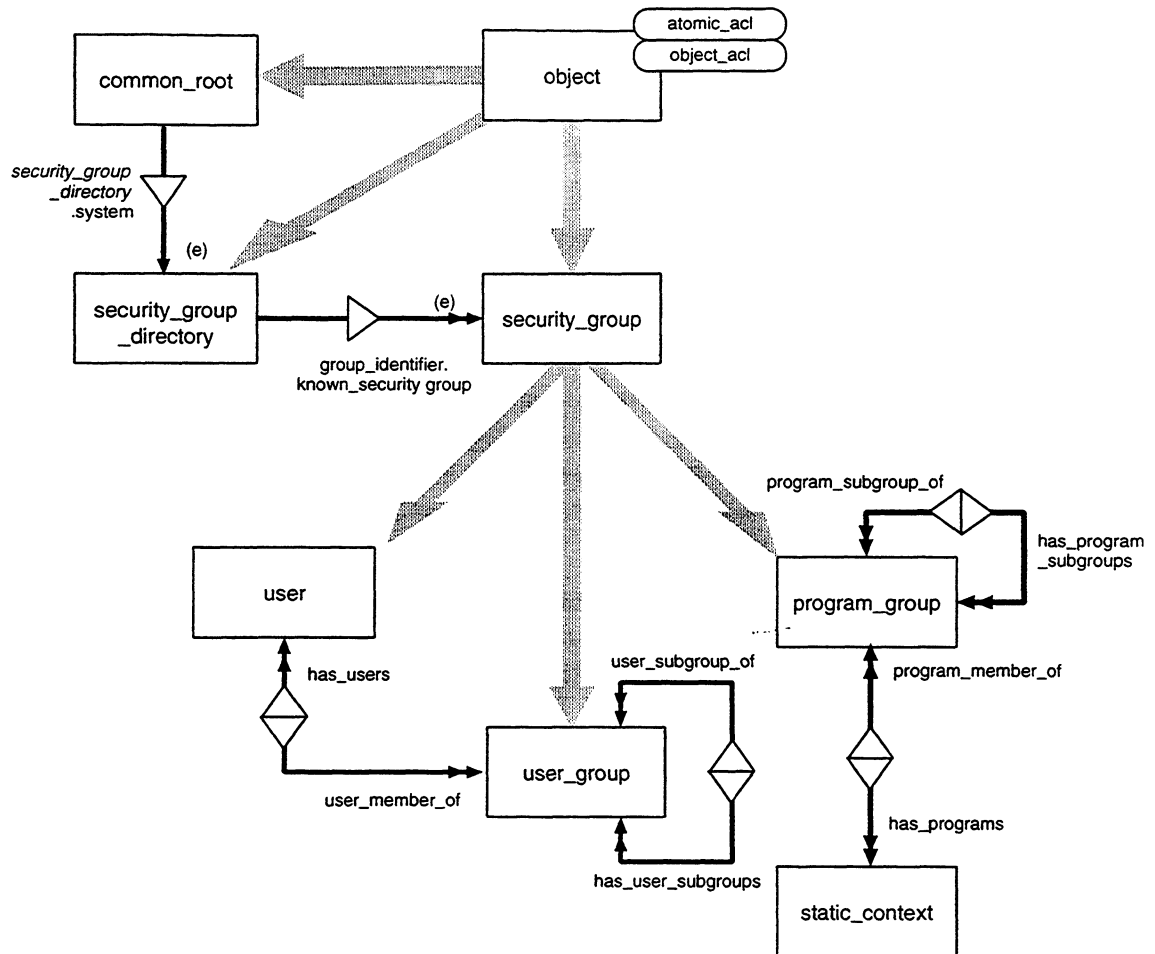 atomic_acl
object_acl
common_root
object
security_group
_directory
.system
(e)
security_group
_directory
(e)
security_group
group_identifier.
known_security group
program_subgroup_of
has_program
_subgroups
user
program_group
has_users
user_subgroup_of
program_member_of
user_group
user_member_of
has_programs
has_user_subgroups
static_context